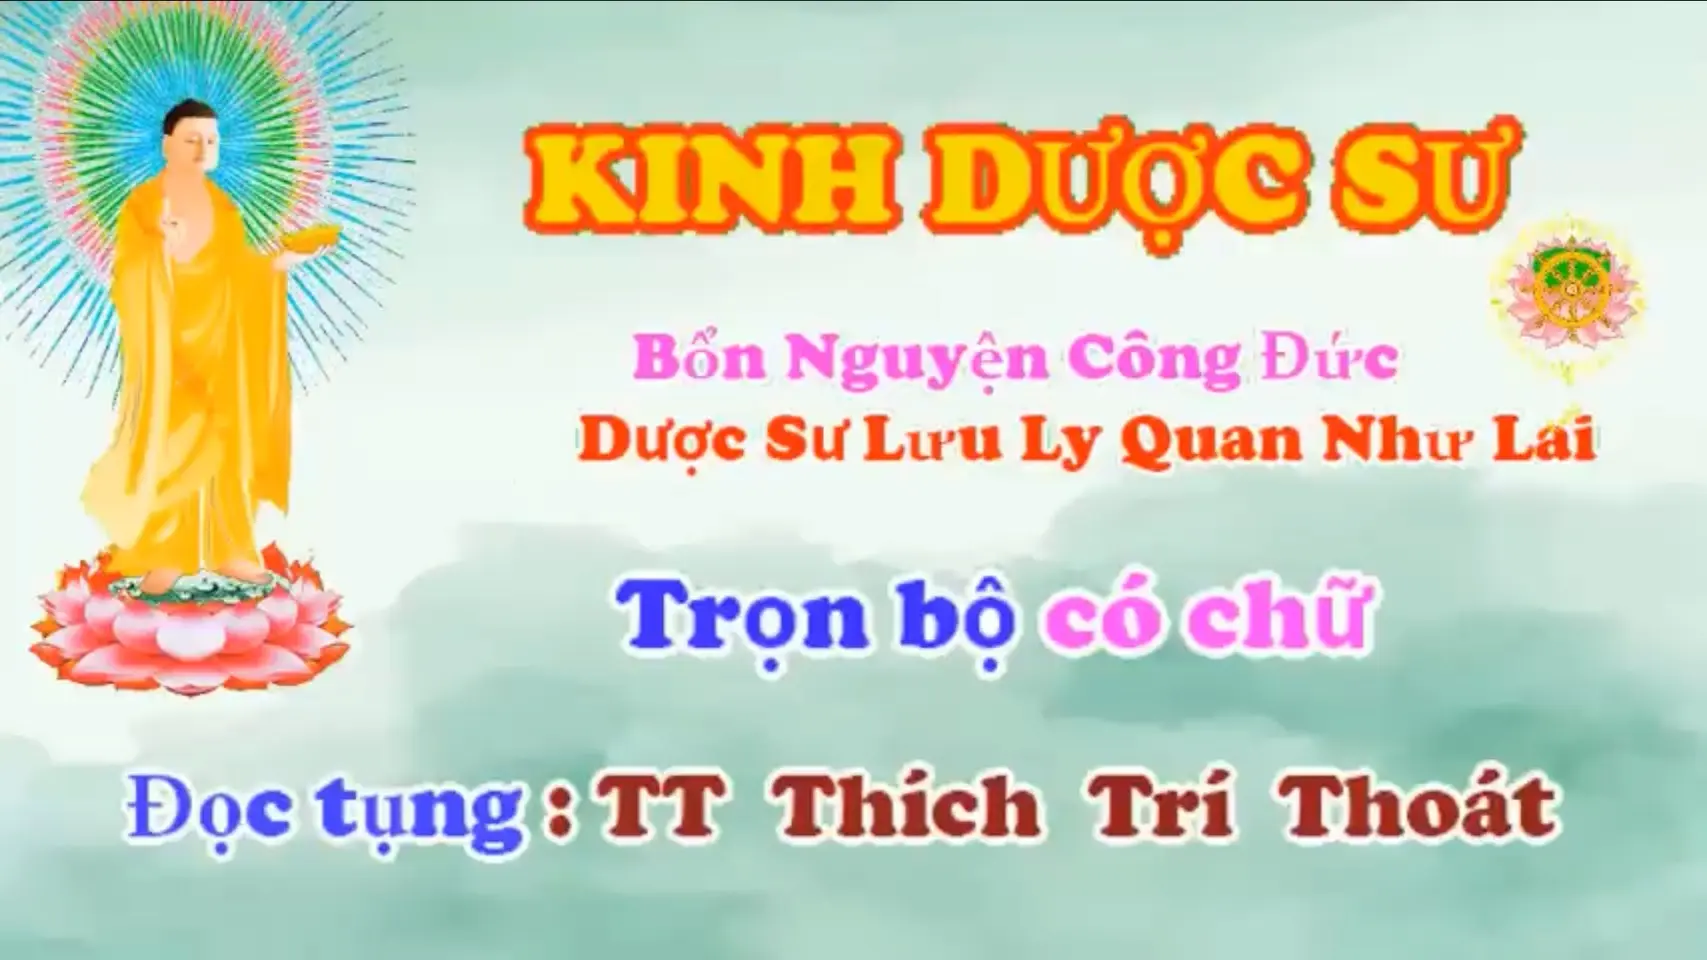 KINH DƯỢC SƯ
Bổn Nguyện Công Đức
Dược Sư Lưu Ly Quan Như Lai
Trọn bộ có chữ
Đọc tụng : TT Thích Trí Thoát